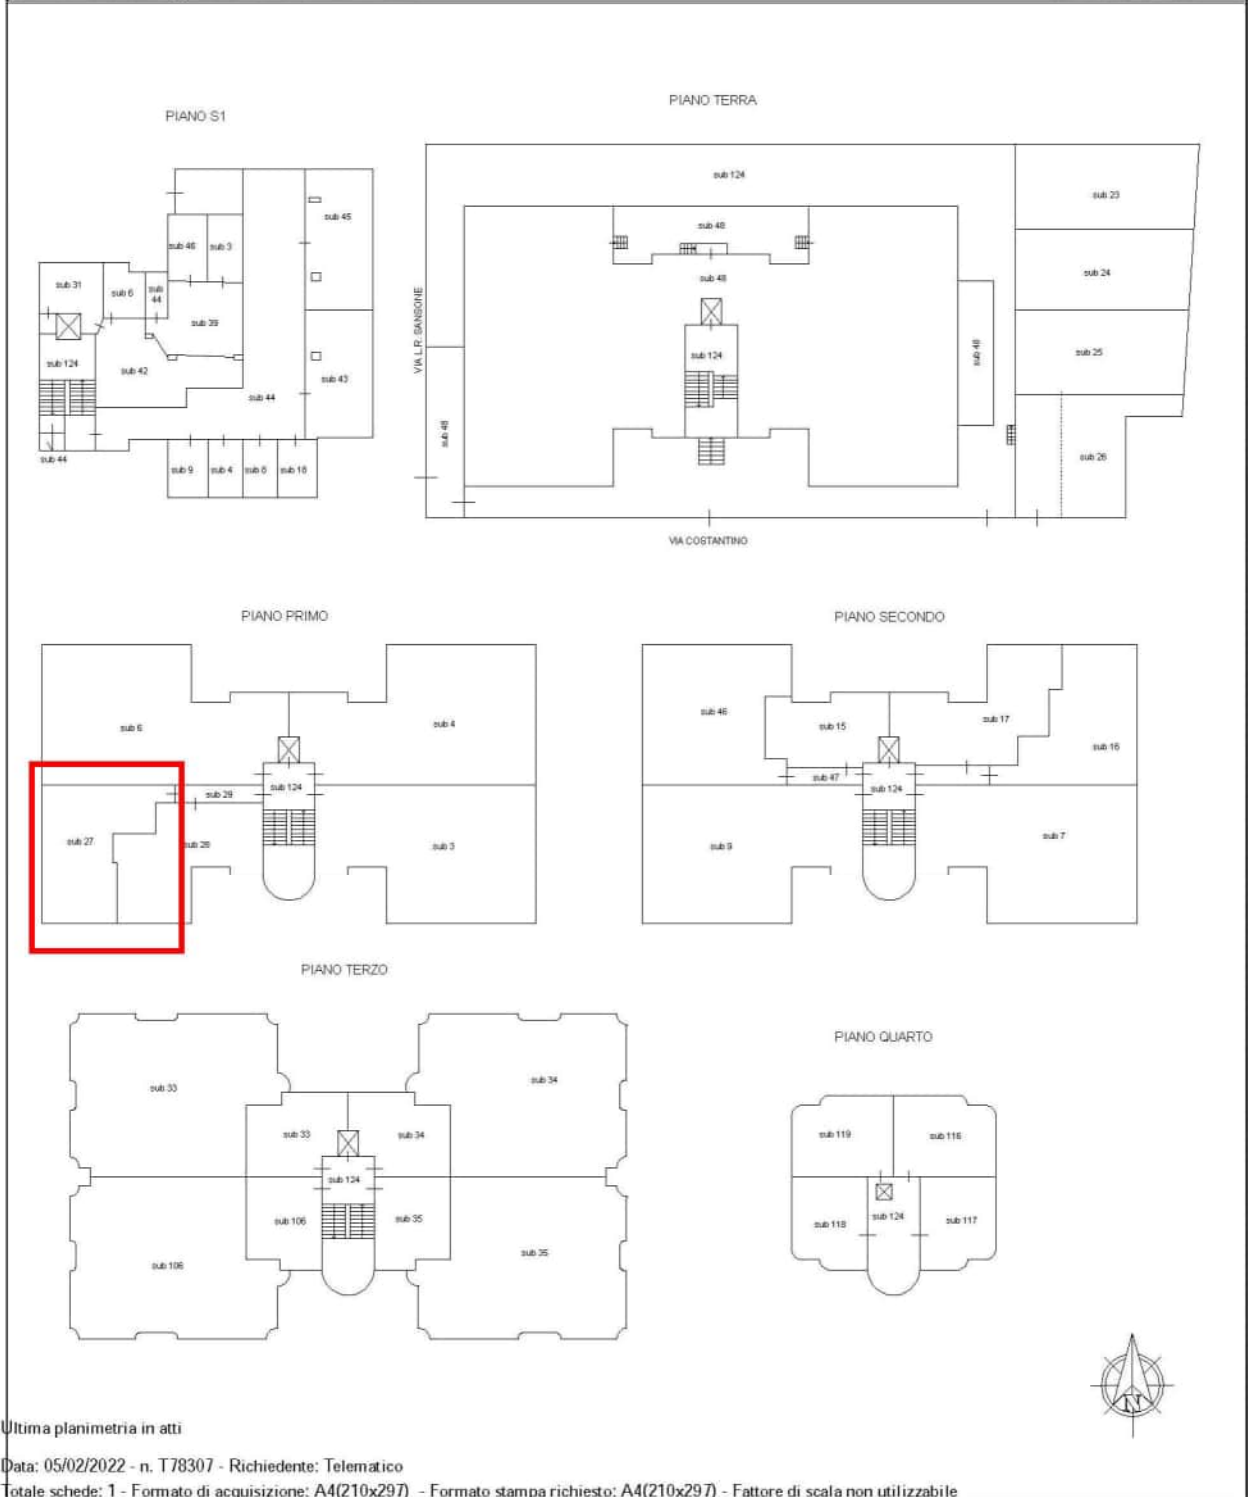 PIANO S1
PIANO TERRA
sub 124
sub 23
sub 45
sub 48
sub 46
sub 3
sub 24
sub 48
sub 31
sub 6
sub
44
VIA L.R. SANSONE
sub 39
sub 25
sub 48
sub 124
sub 124
sub 42
sub 43
sub 44
sub 48
sub 26
sub 44
sub 9
sub 4
sub 8
sub 18
VIA COSTANTINO
PIANO PRIMO
PIANO SECONDO
sub 6
sub 4
sub 46
sub 15
sub 17
sub 16
sub 47
sub 29
sub 124
sub 124
sub 27
sub 28
sub 3
sub 9
sub 7
PIANO TERZO
PIANO QUARTO
sub 33
sub 34
sub 33
sub 34
sub 119
sub 116
sub 124
sub 106
sub 35
sub 118
sub 124
sub 117
sub 106
sub 35
N
Ultima planimetria in atti
Data: 05/02/2022 - n. T78307 - Richiedente: Telematico
Totale schede: 1 - Formato di acquisizione: A4(210x297) - Formato stampa richiesto: A4(210x297) - Fattore di scala non utilizzabile